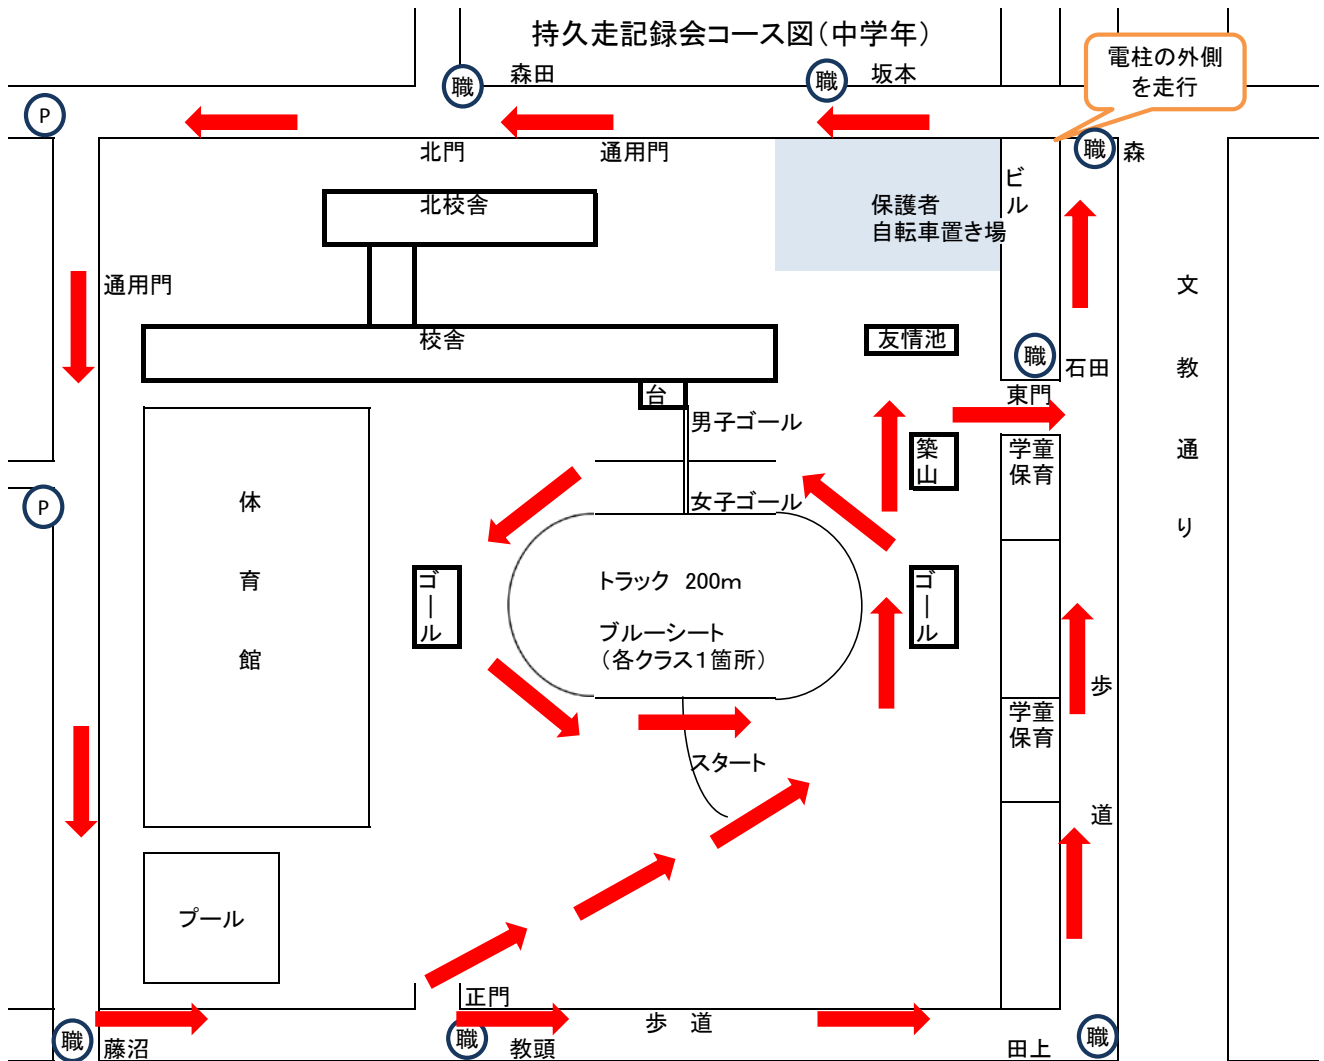 持久走記録会コース図（中学年）
電柱の外側
を走行
職
森田
職
坂本
P
北門
通用門
職
森
北校舎
保護者
自転車置き場
ビル
通用門
校舎
友情池
職
石田
文教通り
台
東門
男子ゴール
築山
学童
保育
P
体育館
女子ゴール
ゴール
トラック 200m
ゴール
ブルーシート
（各クラス１箇所）
歩道
学童
保育
スタート
プール
正門
歩 道
職
藤沼
職
教頭
田上
職